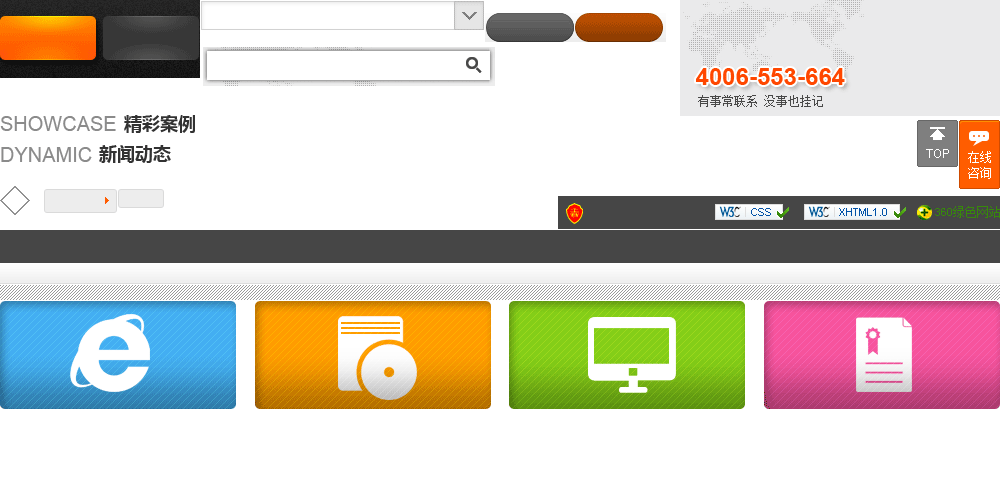 4006-553-664
有事常联系 没事也挂记
SHOWCASE 精彩案例
DYNAMIC 新闻动态
TOP
在线
咨询
W3C CSS
W3C XHTML1.0
360绿色网站